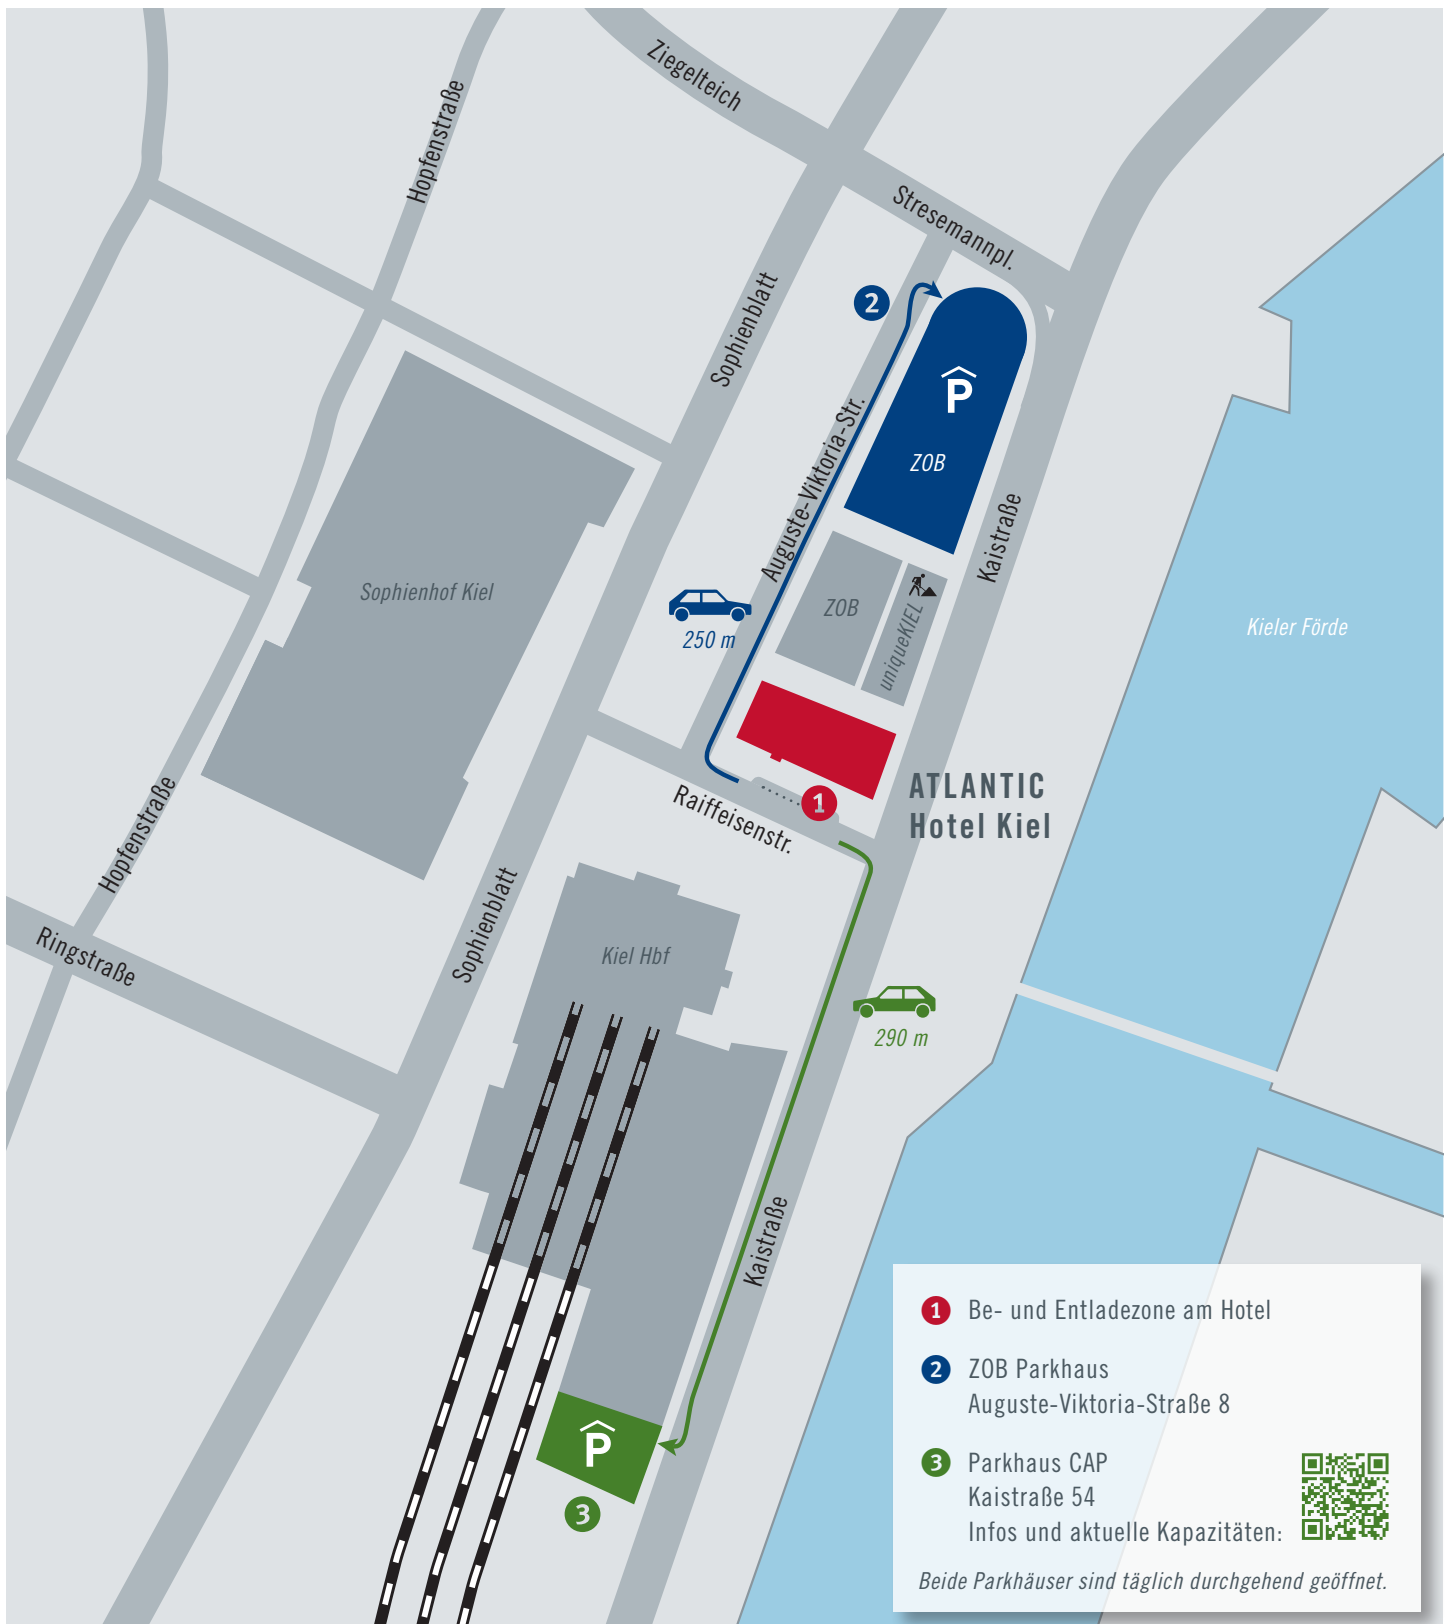 Ziegelteich
Hopfenstraße
Stresemannpl.
Sophienblatt
2
P
ZOB
Auguste-Viktoria-Str.
Kaistraße
Sophienhof Kiel
ZOB
uniqueKIEL
250 m
Kieler Förde
1
ATLANTIC
Hotel Kiel
Raiffeisenstr.
Hopfenstraße
Sophienblatt
Ringstraße
Kiel Hbf
290 m
Kaistraße
P
3
1 Be- und Entladezone am Hotel
2 ZOB Parkhaus
Auguste-Viktoria-Straße 8
3 Parkhaus CAP
Kaistraße 54
Infos und aktuelle Kapazitäten:
Beide Parkhäuser sind täglich durchgehend geöffnet.